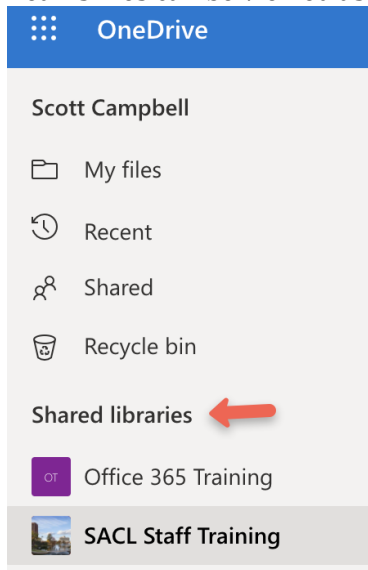 OneDrive
Scott Campbell
My files
Recent
Shared
Recycle bin
Shared libraries
OT Office 365 Training
SACL Staff Training